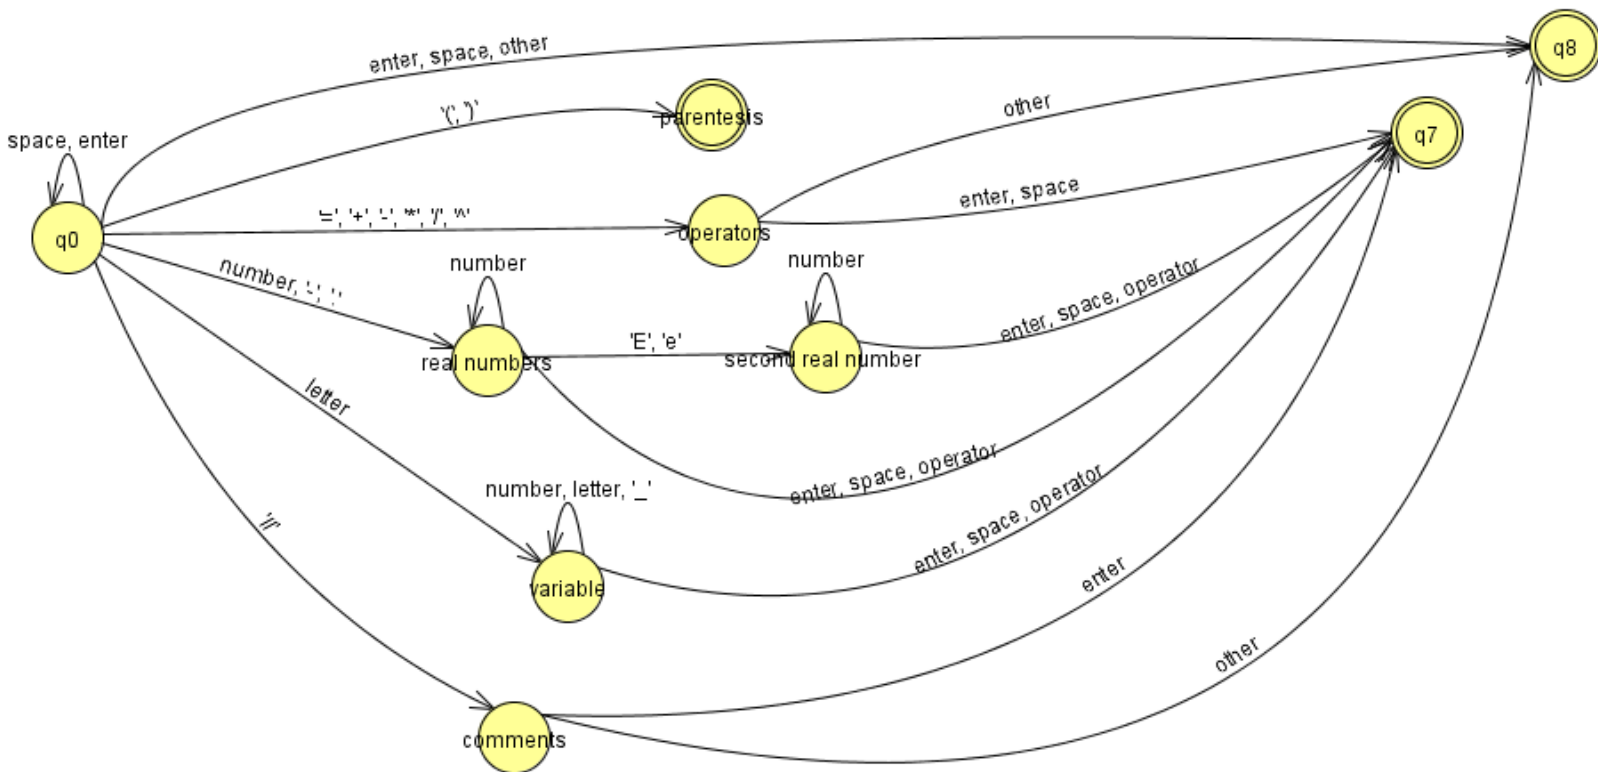 enter, space, other
q8
'(', ')'
parentesis
other
q7
space, enter
q0
enter, space
'=', '+', '-', '*', '/', '^'
operators
number, '-', '.'
number
real numbers
'E', 'e'
number
second real number
enter, space, operator
letter
enter, space, operator
number, letter, '_'
variable
enter, space, operator
'//'
enter
comments
other